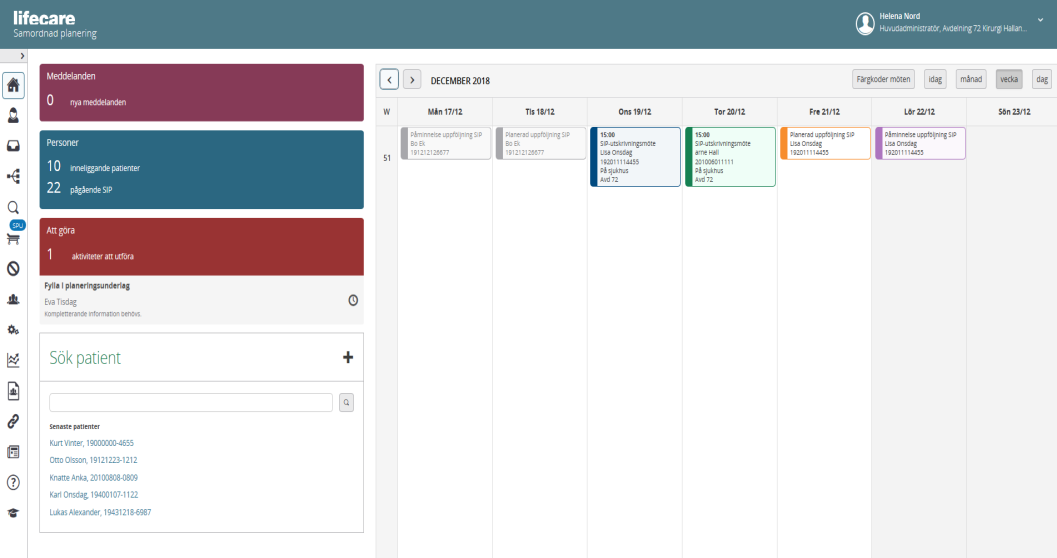 lifecare
Samordnad planering
Helena Nord
Huvudadministratör, Avdelning 72 Kirurgi Hallan...
Meddelanden
0 nya meddelanden
Personer
10 inneliggande patienter
22 pågående SIP
Att göra
1 aktiviteter att utföra
Fylla i planeringsunderlag
Eva Tisdag
Kompletterande information behövs.
SPU
Sök patient
Senaste patienter
Kurt Vinter, 19000000-4655
Otto Olsson, 19121223-1212
Knatte Anka, 20100808-0809
Karl Onsdag, 19400107-1122
Lukas Alexander, 19431218-6987
DECEMBER 2018
Färgkoder möten idag månad vecka dag
W Mån 17/12 Tis 18/12 Ons 19/12 Tor 20/12 Fre 21/12 Lör 22/12 Sön 23/12
51
Påminnelse uppföljning SIP
Bo Ek
191212128677
Planerad uppföljning SIP
Bo Ek
191212128677
15:00
SIP-utskrivningsmöte
Lisa Onsdag
192011114455
På sjukhus
Avd 72
15:00
SIP-utskrivningsmöte
arne Hall
201006011111
På sjukhus
Avd 72
Planerad uppföljning SIP
Lisa Onsdag
192011114455
Påminnelse uppföljning SIP
Lisa Onsdag
192011114455